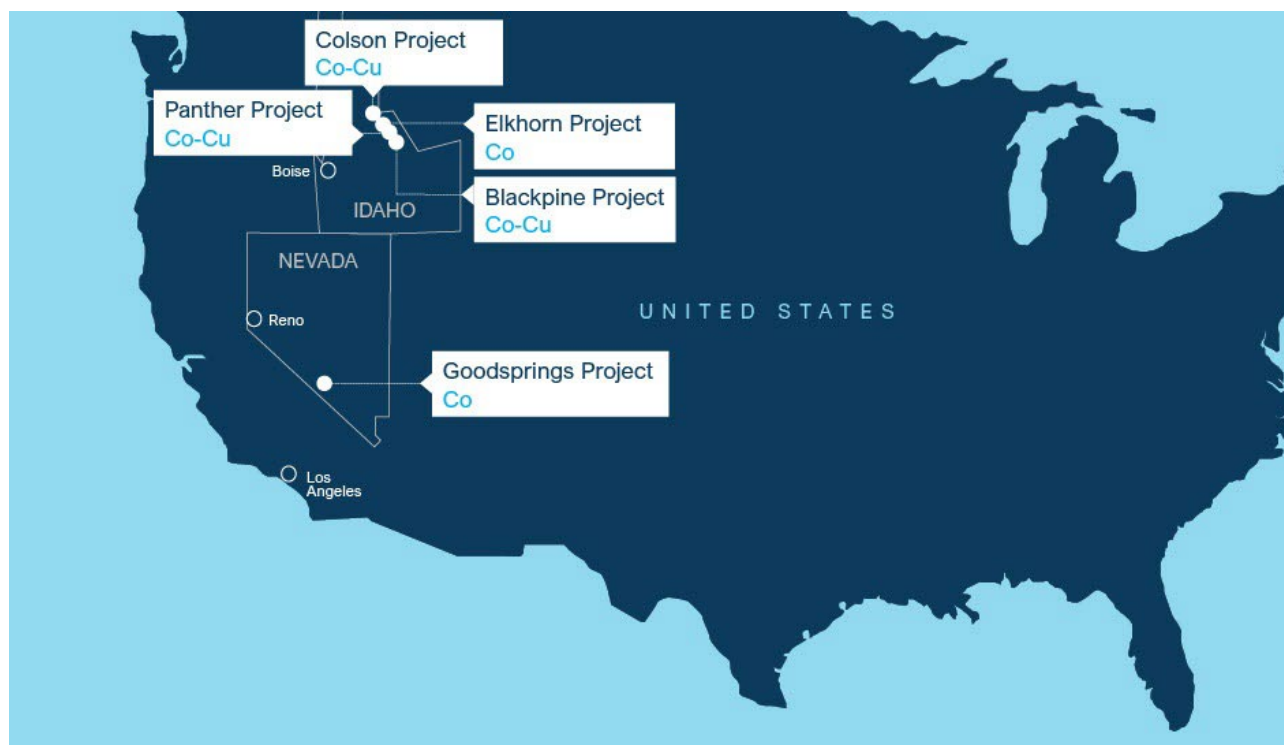 Colson Project
Co-Cu
Panther Project
Co-Cu
Elkhorn Project
Co
Boise
Blackpine Project
Co-Cu
IDAHO
NEVADA
UNITED STATES
Reno
Goodsprings Project
Co
Los
Angeles